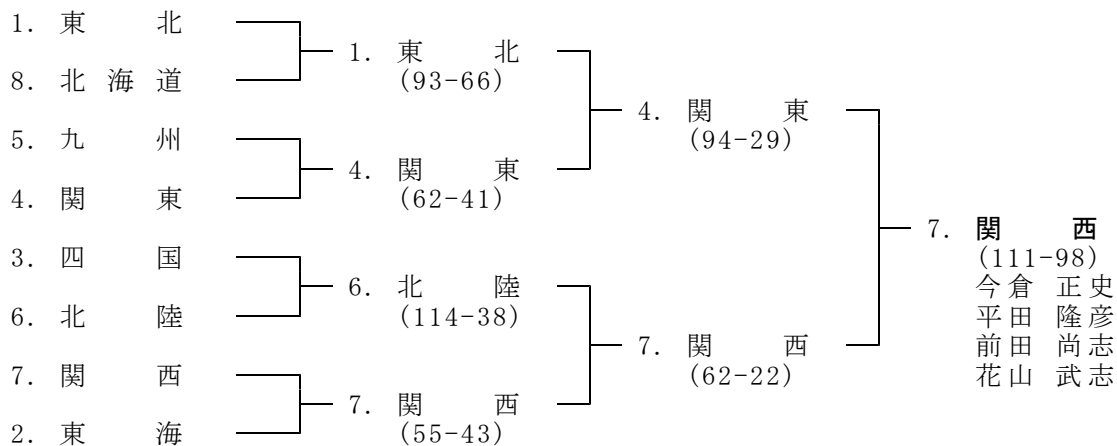 1. 東北
8. 北海道
5. 九州
4. 関東
3. 四国
6. 北陸
7. 関西
2. 東海
1. 東北
(93-66)
4. 関東
(62-41)
6. 北陸
(114-38)
7. 関西
(55-43)
4. 関東
(94-29)
7. 関西
(62-22)
7. 関西
(111-98)
今倉 正史
平田 隆彦
前田 尚志
花山 武志